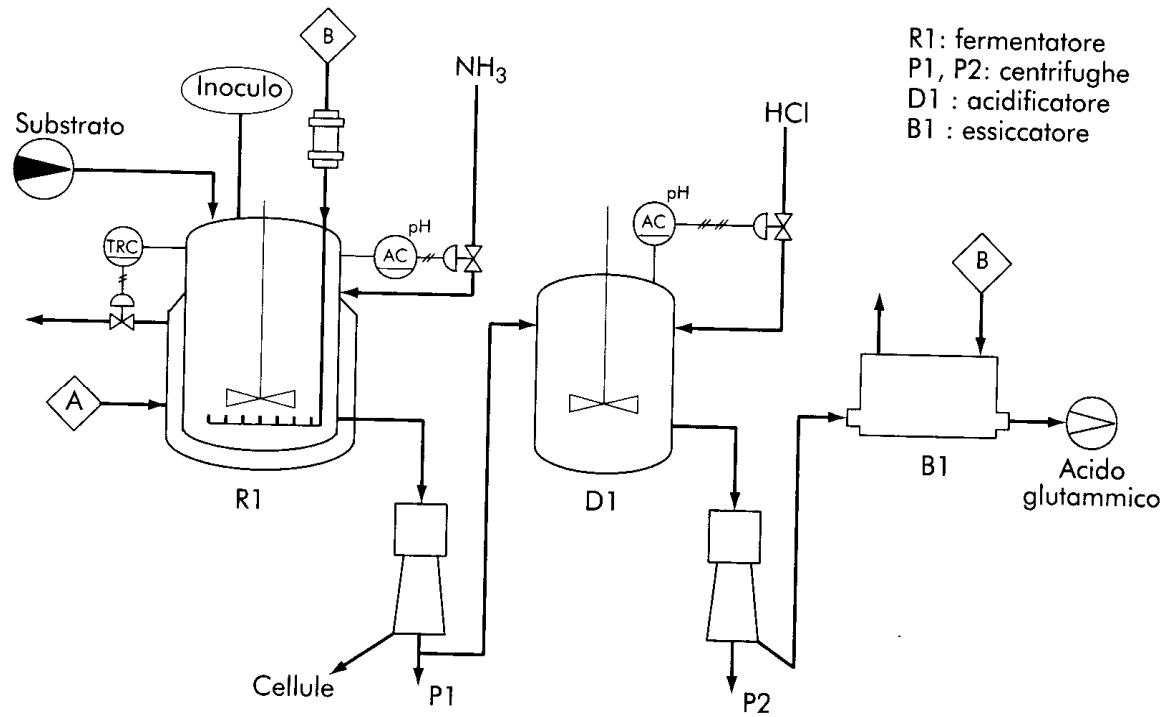 R1: fermentatore
P1, P2: centrifughe
D1 : acidificatore
B1 : essiccatore
B
Inoculo
NH3
HCl
Substrato
TRC
AC
pH
AC
pH
B
A
R1
D1
B1
Acido
glutammico
Cellule
P1
P2